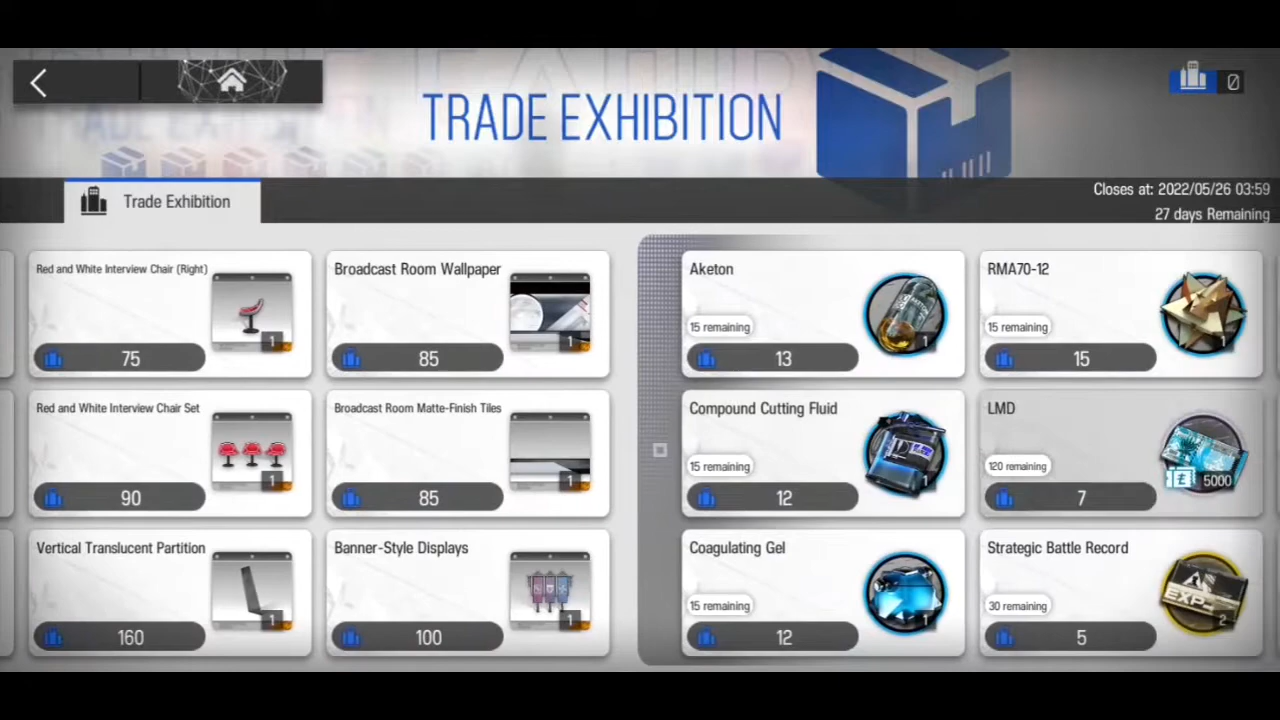 TRADE EXHIBITION
0
Trade Exhibition
Closes at: 2022/05/26 03:59
27 days Remaining
Red and White Interview Chair (Right)
1
75
Broadcast Room Wallpaper
1
85
Aketon
15 remaining
1
13
RMA70-12
15 remaining
1
15
Red and White Interview Chair Set
1
90
Broadcast Room Matte-Finish Tiles
1
85
Compound Cutting Fluid
15 remaining
1
12
LMD
120 remaining
5000
7
Vertical Translucent Partition
1
160
Banner-Style Displays
1
100
Coagulating Gel
15 remaining
1
12
Strategic Battle Record
30 remaining
EXP
2
5